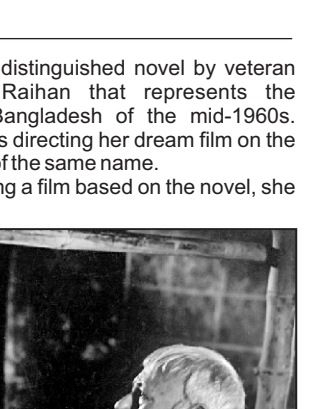 distinguished novel by veteran
Raihan that represents the
Bangladesh of the mid-1960s.
s directing her dream film on the
of the same name.
ng a film based on the novel, she